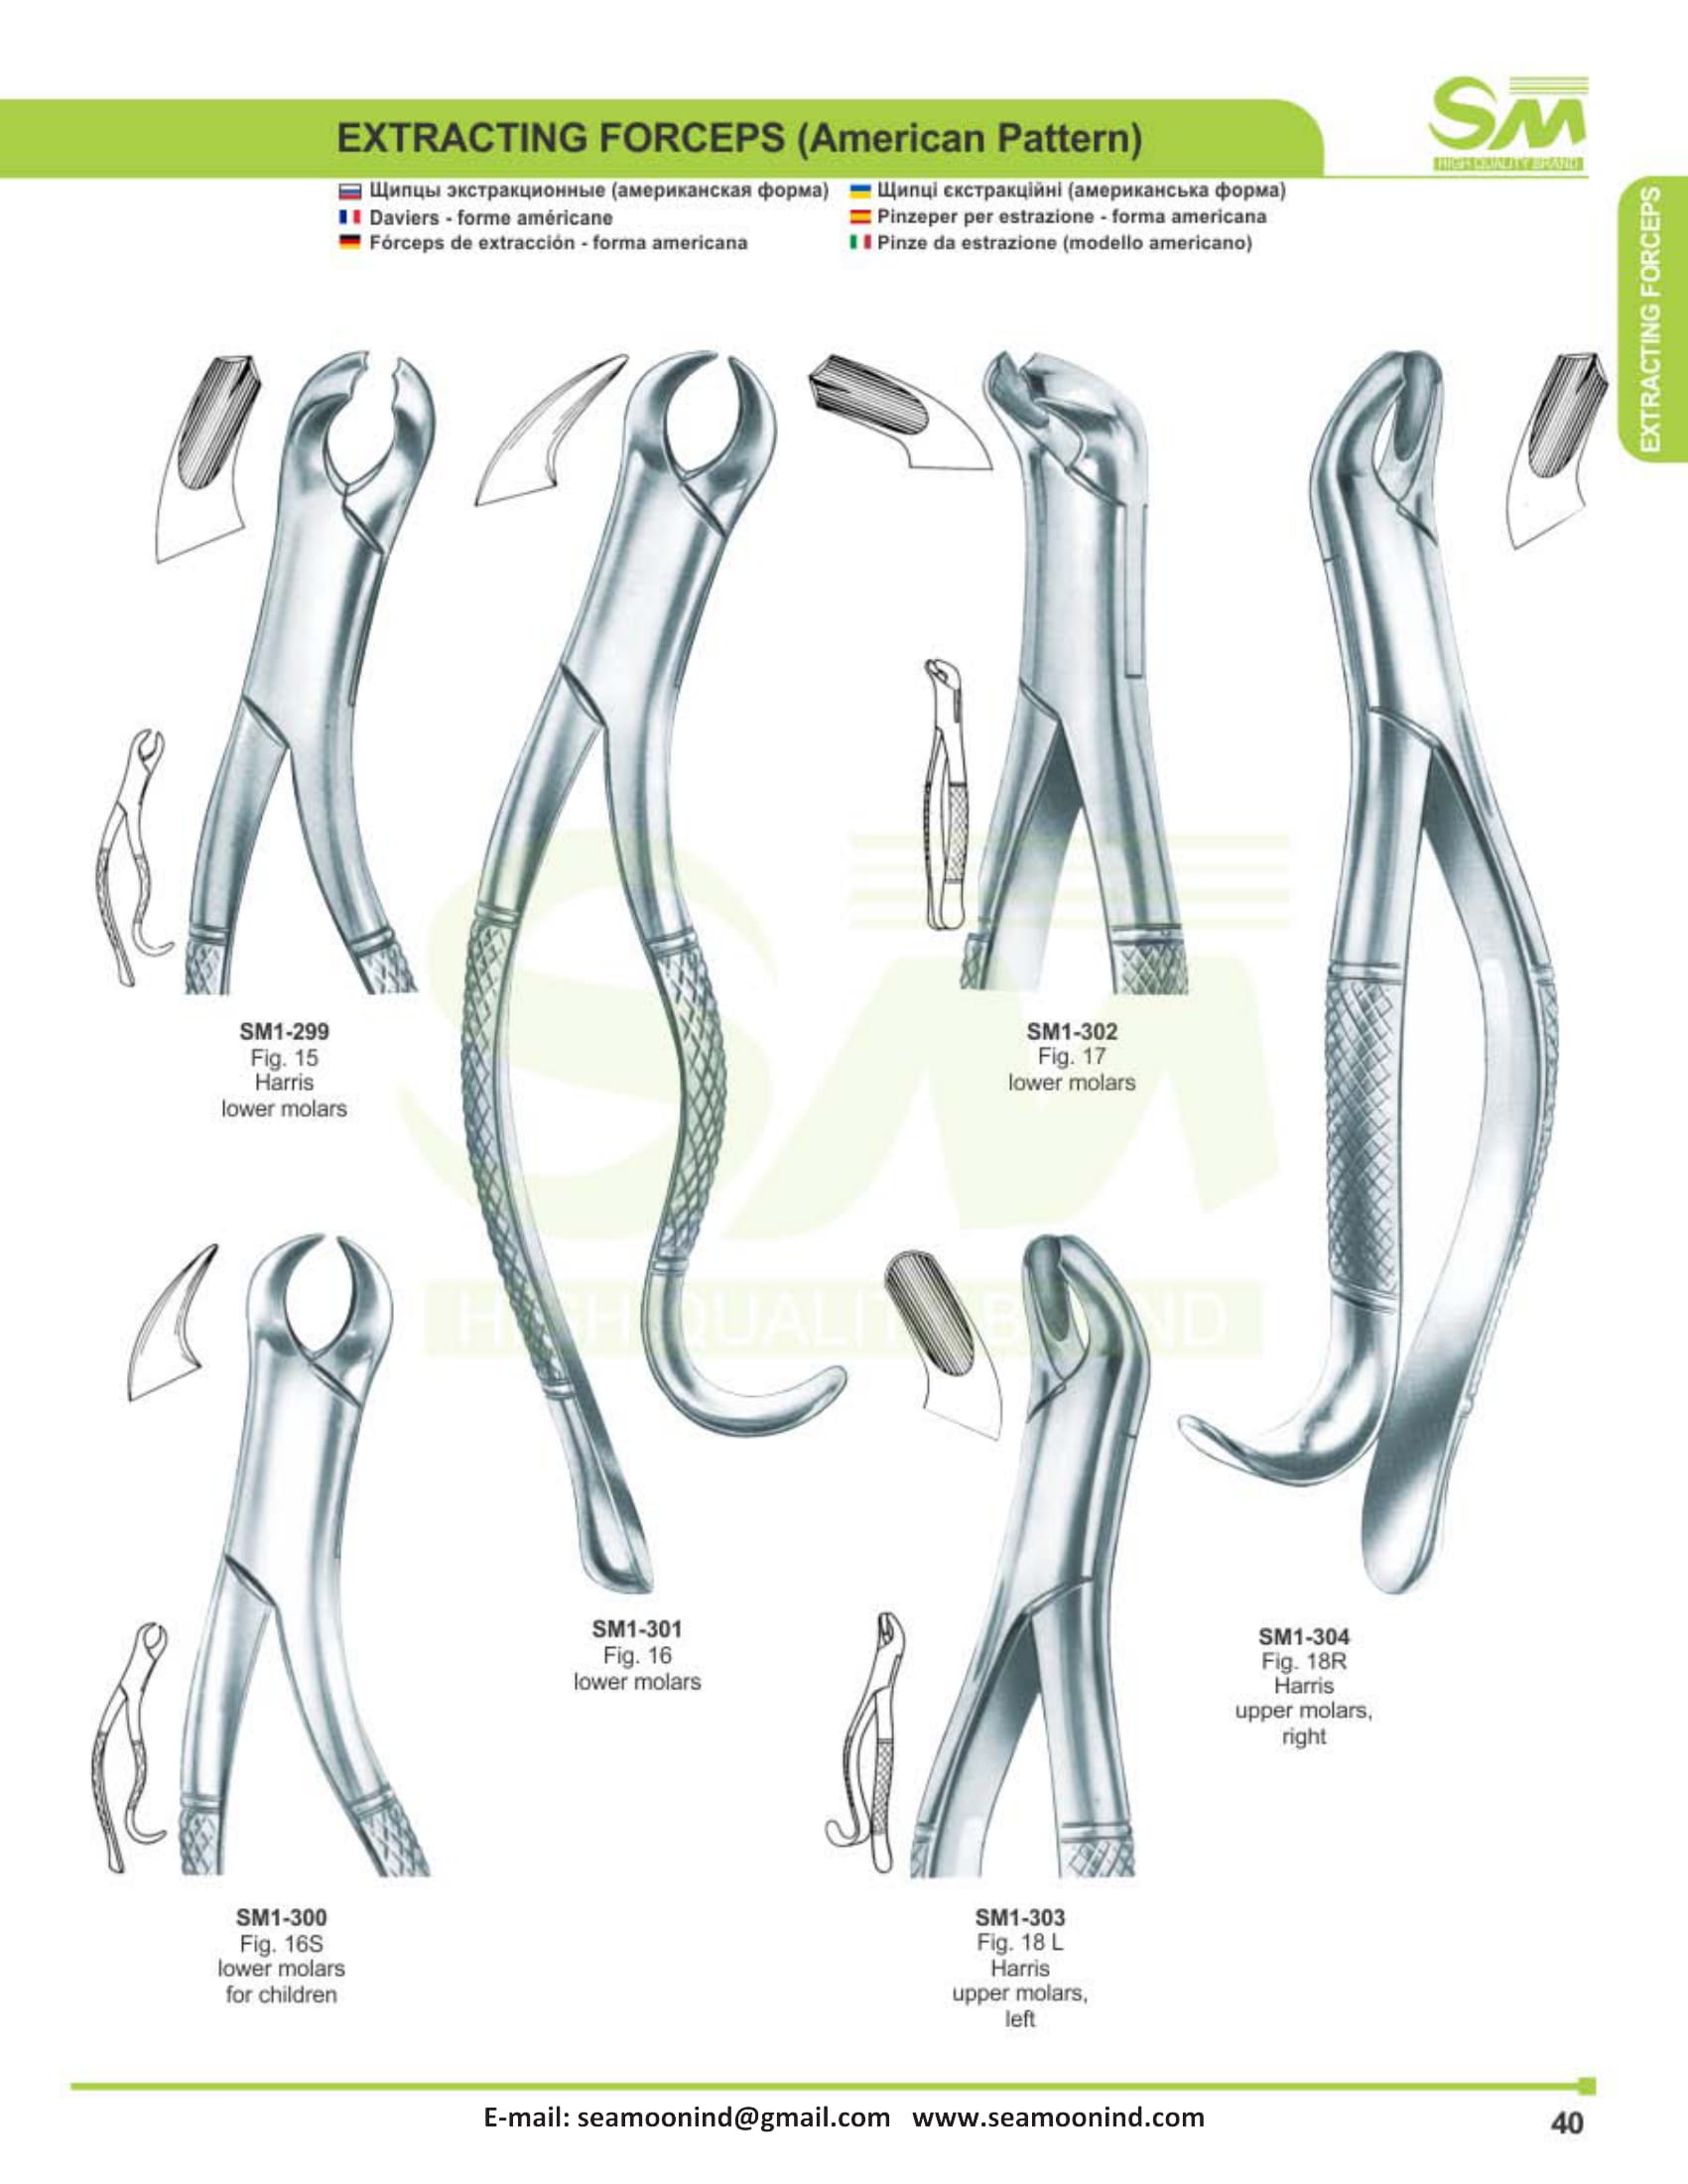 SM
HIGH QUALITY BRAND
EXTRACTING FORCEPS (American Pattern)
Щипцы экстракционные (американская форма)
Щипці єкстракційні (американська форма)
Daviers - forme américane
Pinzeper per estrazione - forma americana
Fórceps de extracción - forma americana
Pinze da estrazione (modello americano)
EXTRACTING FORCEPS
SM1-299
Fig. 15
Harris
lower molars
SM1-302
Fig. 17
lower molars
SM
HIGH QUALITY BRAND
SM1-301
Fig. 16
lower molars
SM1-304
Fig. 18R
Harris
upper molars,
right
SM1-300
Fig. 16S
lower molars
for children
SM1-303
Fig. 18 L
Harris
upper molars,
left
E-mail: seamoonind@gmail.com www.seamoonind.com
40